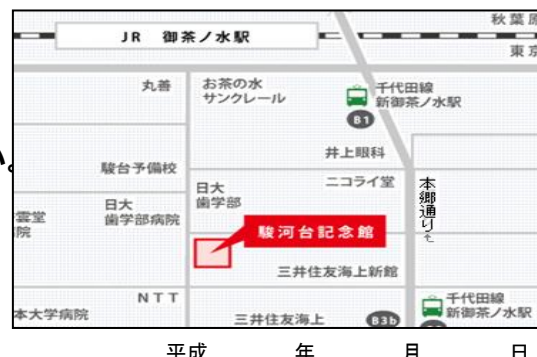 秋葉原
JR 御茶ノ水駅
東京
丸善
お茶の水
サンクレール
千代田線
新御茶ノ水駅
B1
井上眼科
い。
駿台予備校
ニコライ堂
本郷通り
日大
歯学部
日大
歯学部病院
雲堂
院
駿河台記念館
三井住友海上新館
NTT
千代田線
新御茶ノ水駅
本大学病院
三井住友海上
B3b
平成 年 月 日